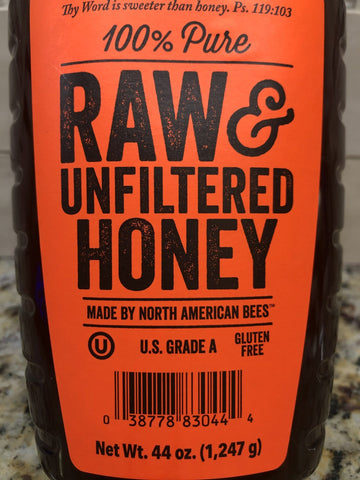 Thy Word is sweeter than honey. Ps. 119:103
100% Pure
RAW &
UNFILTERED
HONEY
MADE BY NORTH AMERICAN BEES™
U U.S. GRADE A GLUTEN
FREE
0 38778 83044 4
Net Wt. 44 oz. (1,247 g)